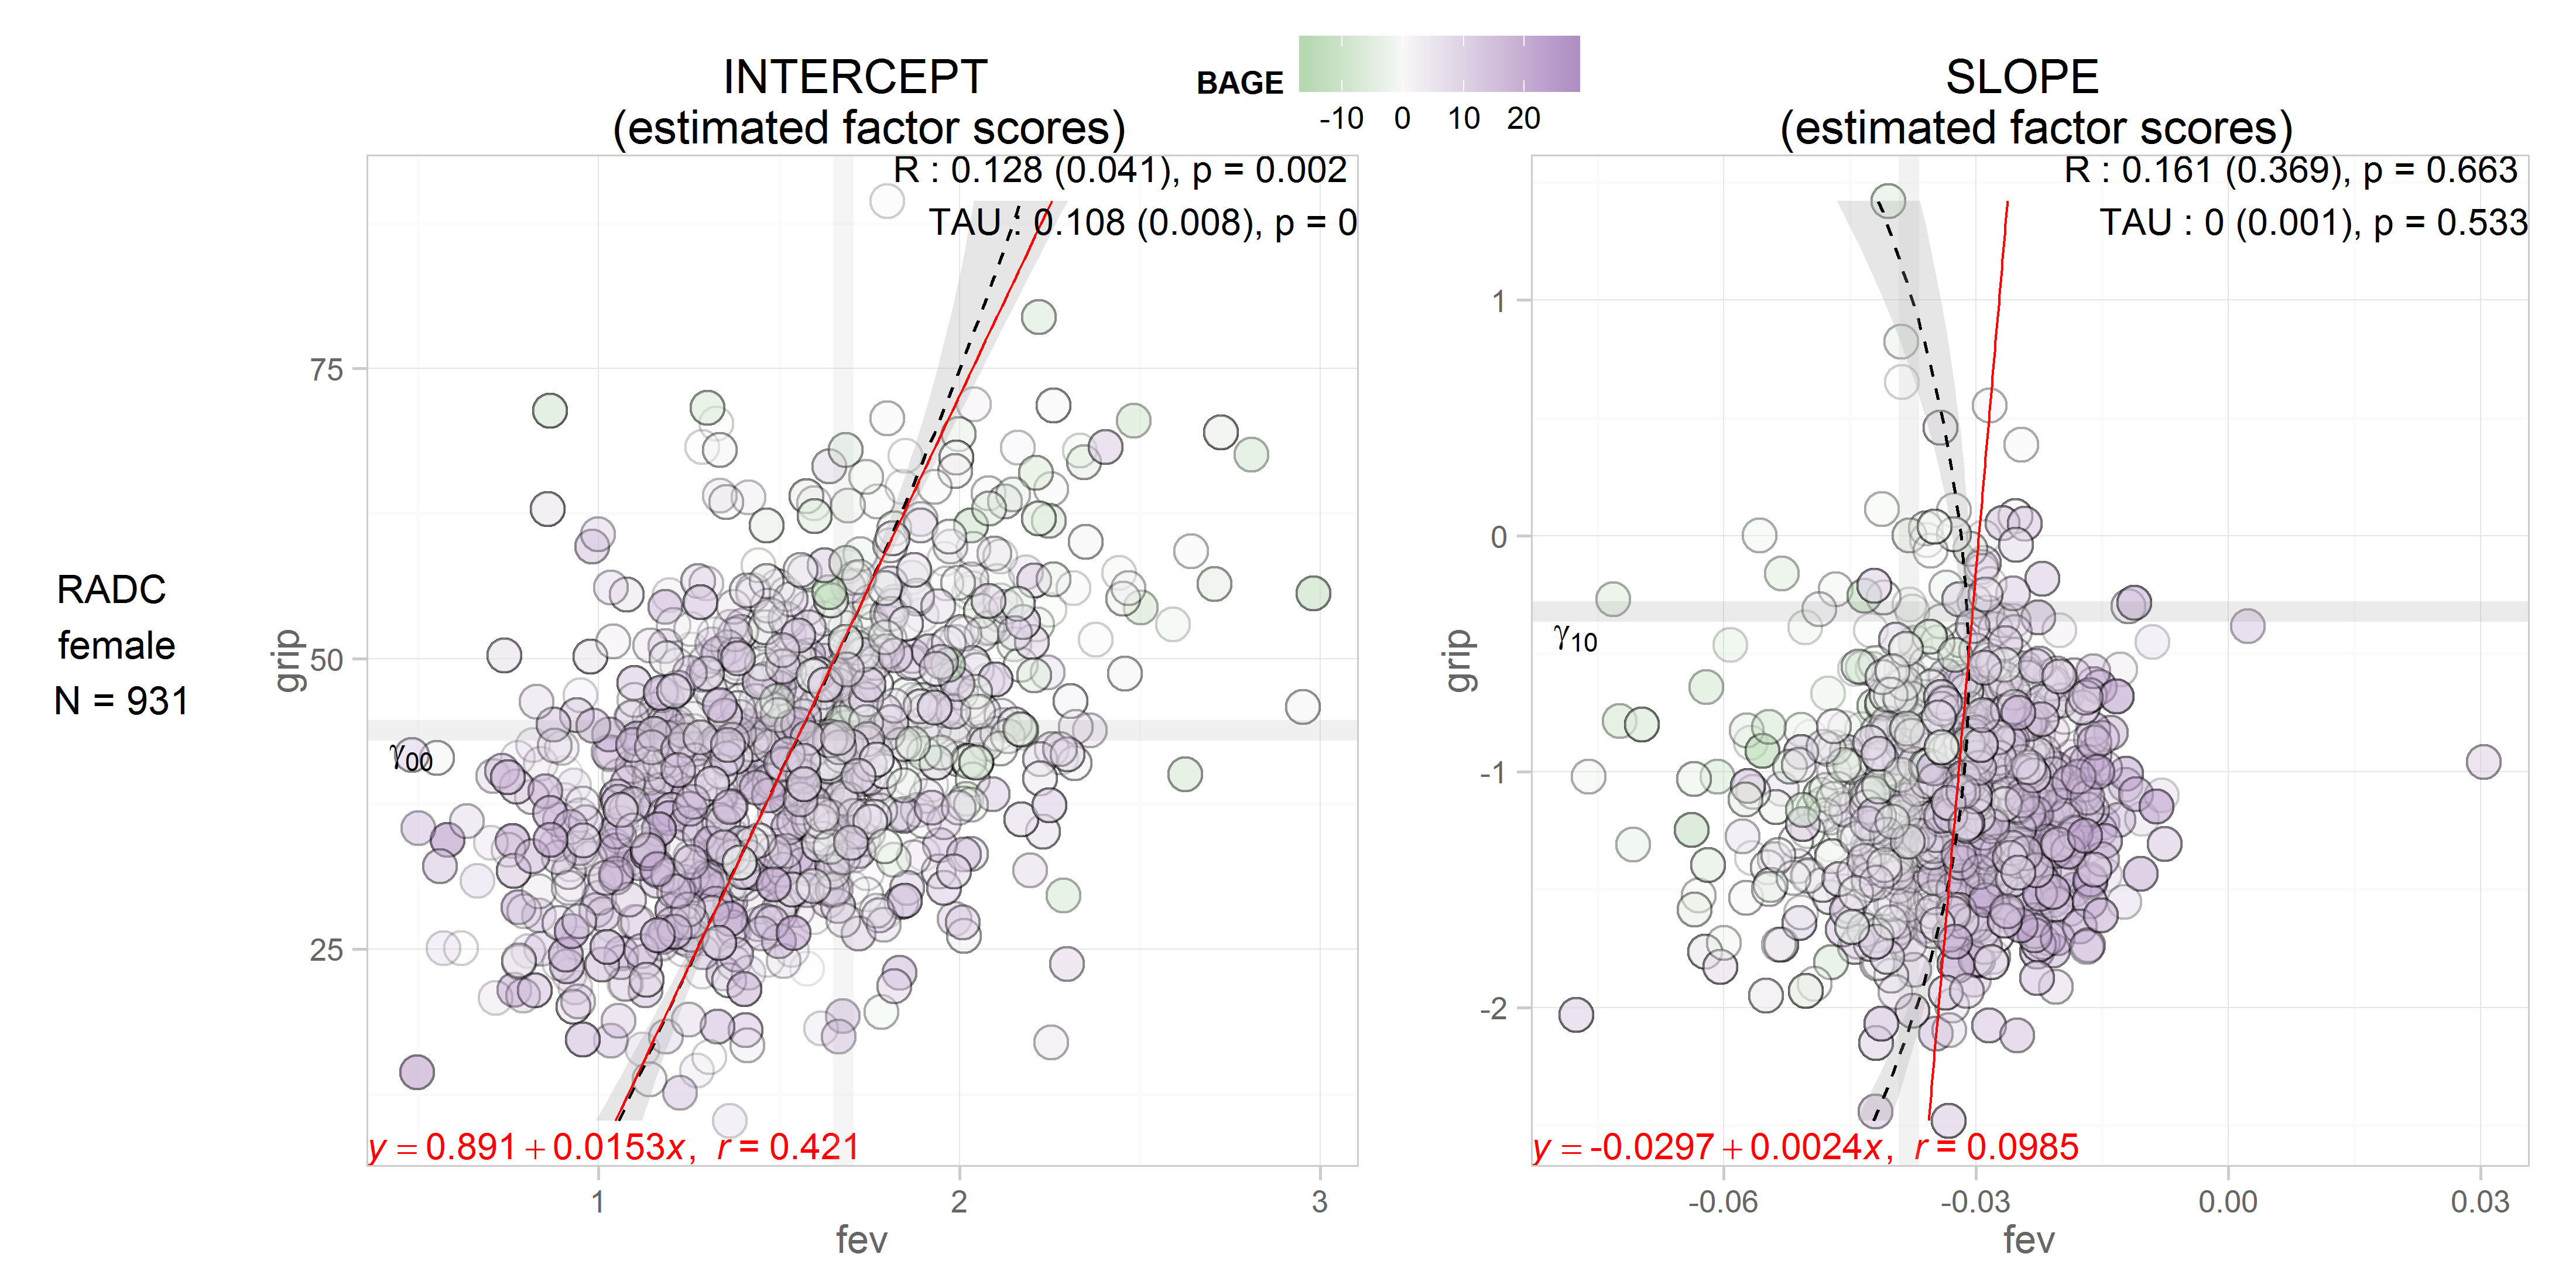 BAGE
-10 0 10 20
INTERCEPT
(estimated factor scores)
SLOPE
(estimated factor scores)
RADC
female
N = 931
R : 0.128 (0.041), p = 0.002
TAU : 0.108 (0.008), p = 0
75
50
25
grip
γ00
y = 0.891 + 0.0153x, r = 0.421
1 2 3
fev
R : 0.161 (0.369), p = 0.663
TAU : 0 (0.001), p = 0.533
1
0
-1
-2
grip
γ10
y = -0.0297 + 0.0024x, r = 0.0985
-0.06 -0.03 0.00 0.03
fev